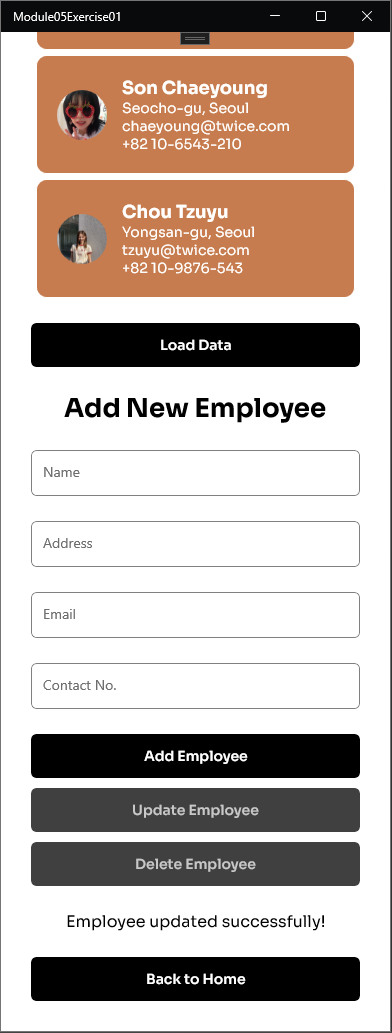 Module05Exercise01
Son Chaeyoung
Seocho-gu, Seoul
chaeyoung@twice.com
+82 10-6543-210
Chou Tzuyu
Yongsan-gu, Seoul
tzuyu@twice.com
+82 10-9876-543
Load Data
Add New Employee
Name
Address
Email
Contact No.
Add Employee
Update Employee
Delete Employee
Employee updated successfully!
Back to Home